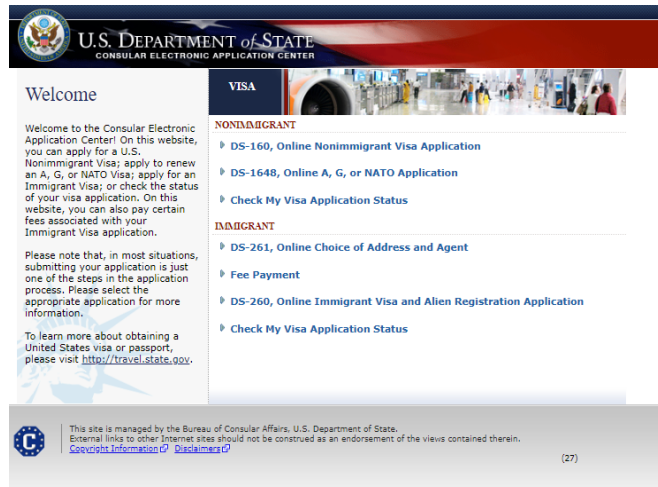 U.S. DEPARTMENT of STATE
CONSULAR ELECTRONIC APPLICATION CENTER
Welcome
Welcome to the Consular Electronic
Application Center! On this website,
you can apply for a U.S.
Nonimmigrant Visa; apply to renew
an A, G, or NATO Visa; apply for an
Immigrant Visa; or check the status
of your visa application. On this
website, you can also pay certain
fees associated with your
Immigrant Visa application.
Please note that, in most situations,
submitting your application is just
one of the steps in the application
process. Please select the
appropriate application for more
information.
To learn more about obtaining a
United States visa or passport,
please visit http://travel.state.gov.
VISA
NONIMMIGRANT
DS-160, Online Nonimmigrant Visa Application
DS-1648, Online A, G, or NATO Application
Check My Visa Application Status
IMMIGRANT
DS-261, Online Choice of Address and Agent
Fee Payment
DS-260, Online Immigrant Visa and Alien Registration Application
Check My Visa Application Status
C
This site is managed by the Bureau of Consular Affairs, U.S. Department of State.
External links to other Internet sites should not be construed as an endorsement of the views contained therein.
Copyright Information Disclaimers
(27)